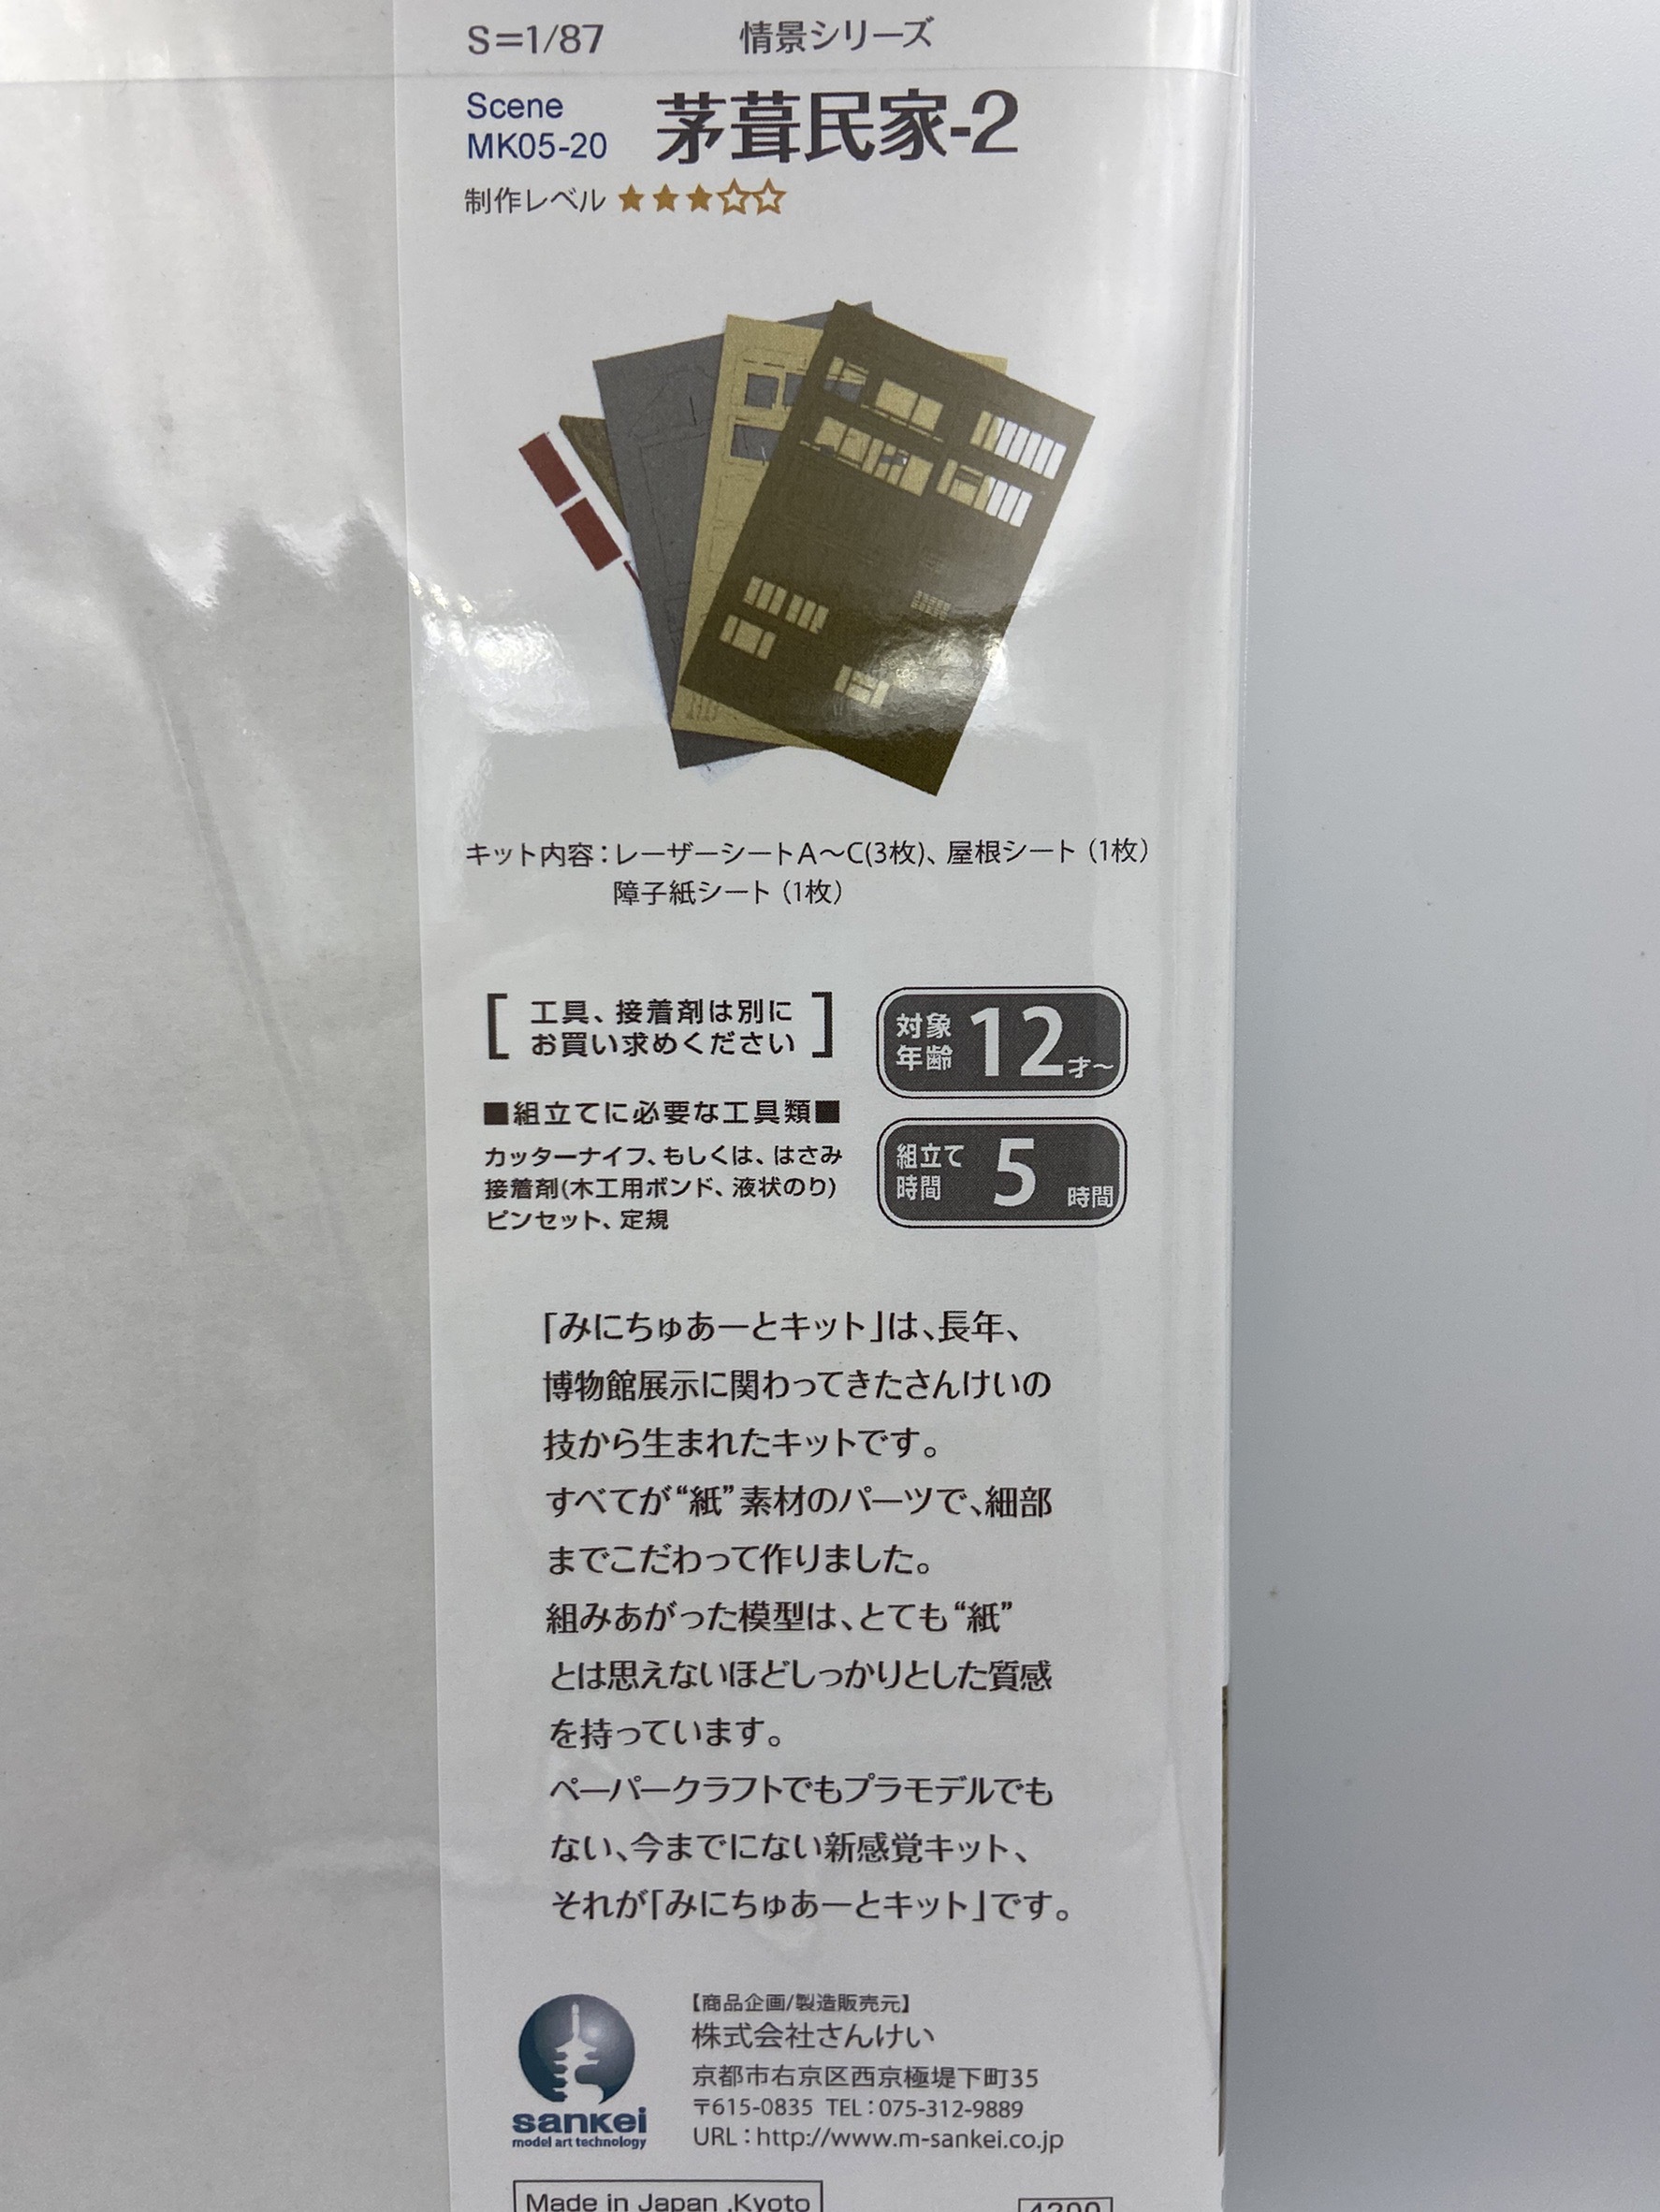 S=1/87 情景シリーズ
Scene
MK05-20 茅葺民家-2
制作レベル ★★★☆☆
キット内容：レーザーシートA～C(3枚)、屋根シート（1枚）
障子紙シート（1枚）
[ 工具、接着剤は別に
お買い求めください ]
■組立てに必要な工具類■
カッターナイフ、もしくは、はさみ
接着剤(木工用ボンド、液状のり)
ピンセット、定規
対象
年齢 12才～
組立て
時間 5 時間
「みにちゅあーとキット」は、長年、
博物館展示に関わってきたさんけいの
技から生まれたキットです。
すべてが“紙”素材のパーツで、細部
までこだわって作りました。
組みあがった模型は、とても“紙”
とは思えないほどしっかりとした質感
を持っています。
ペーパークラフトでもプラモデルでも
ない、今までにない新感覚キット、
それが「みにちゅあーとキット」です。
sankei
model art technology
【商品企画/製造販売元】
株式会社さんけい
京都市右京区西京極堤下町35
〒615-0835 TEL：075-312-9889
URL：http://www.m-sankei.co.jp
Made in Japan .Kyoto